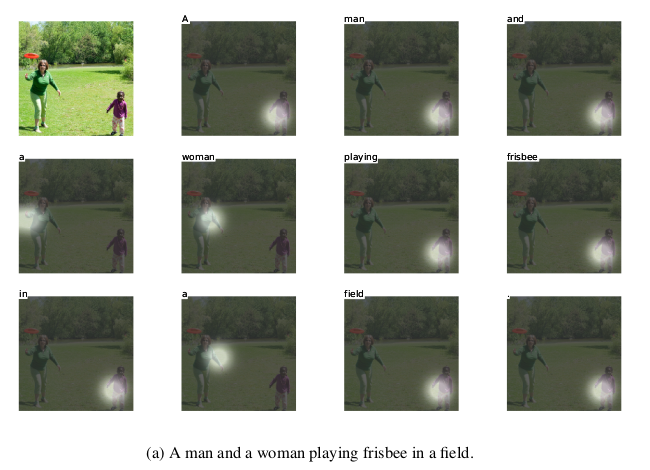 A man and
a woman playing frisbee
in a field .
(a) A man and a woman playing frisbee in a field.